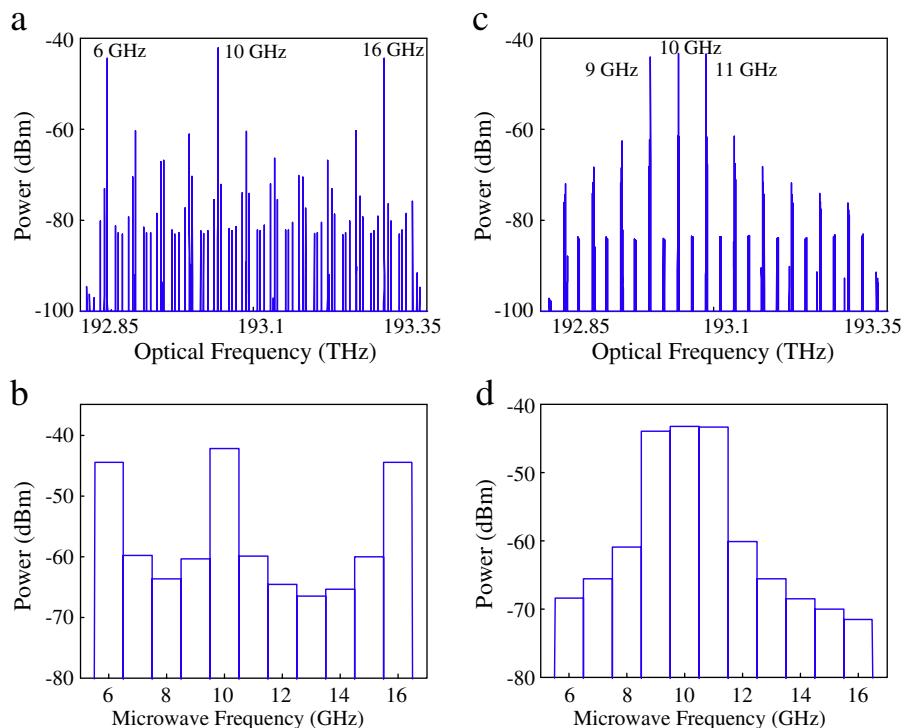 a
-40
-60
-80
-100
Power (dBm)
6 GHz
10 GHz
16 GHz
192.85
193.1
193.35
Optical Frequency (THz)
c
-40
-60
-80
-100
Power (dBm)
9 GHz
10 GHz
11 GHz
192.85
193.1
193.35
Optical Frequency (THz)
b
-40
-50
-60
-70
-80
Power (dBm)
6
8
10
12
14
16
Microwave Frequency (GHz)
d
-40
-50
-60
-70
-80
Power (dBm)
6
8
10
12
14
16
Microwave Frequency (GHz)